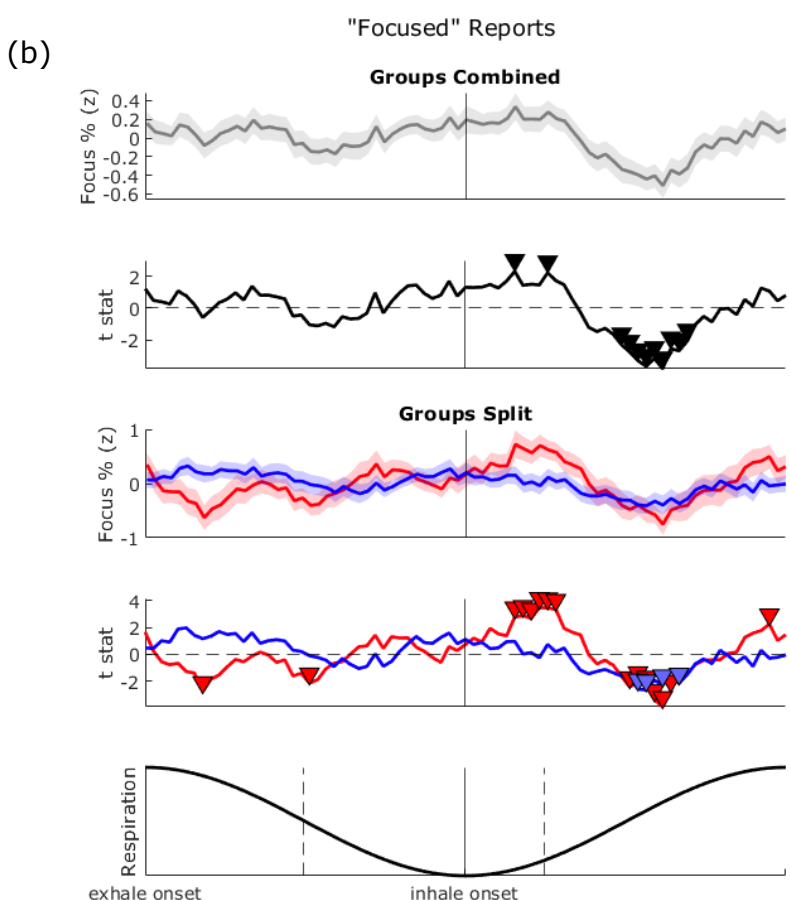 "Focused" Reports
(b)
Groups Combined
Focus % (z)
0.4
0.2
0
-0.2
-0.4
-0.6
t stat
2
0
-2
Groups Split
Focus % (z)
1
0
-1
t stat
4
2
0
-2
Respiration
exhale onset
inhale onset